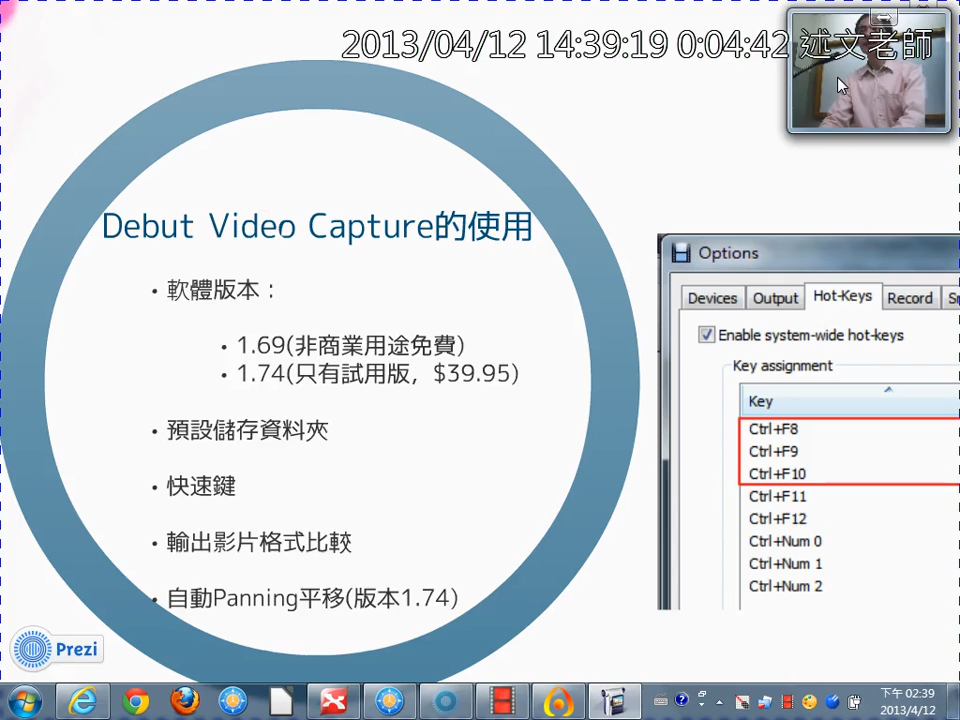 2013/04/12 14:39:19 0:04:42 述文老師
Debut Video Capture的使用
• 軟體版本：
• 1.69(非商業用途免費)
• 1.74(只有試用版，$39.95)
• 預設儲存資料夾
• 快速鍵
• 輸出影片格式比較
• 自動Panning平移(版本1.74)
Options
Devices Output Hot-Keys Record
Enable system-wide hot-keys
Key assignment
Key
Ctrl+F8
Ctrl+F9
Ctrl+F10
Ctrl+F11
Ctrl+F12
Ctrl+Num 0
Ctrl+Num 1
Ctrl+Num 2
Prezi
下午 02:39
2013/4/12